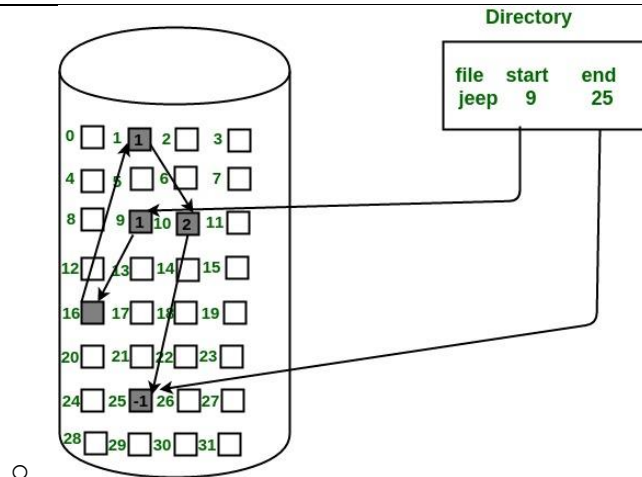 Directory
file start end
jeep 9 25
0 1 1 2 3
4 5 6 7
8 9 1 10 2 11
12 13 14 15
16 17 18 19
20 21 22 23
24 25 -1 26 27
28 29 30 31